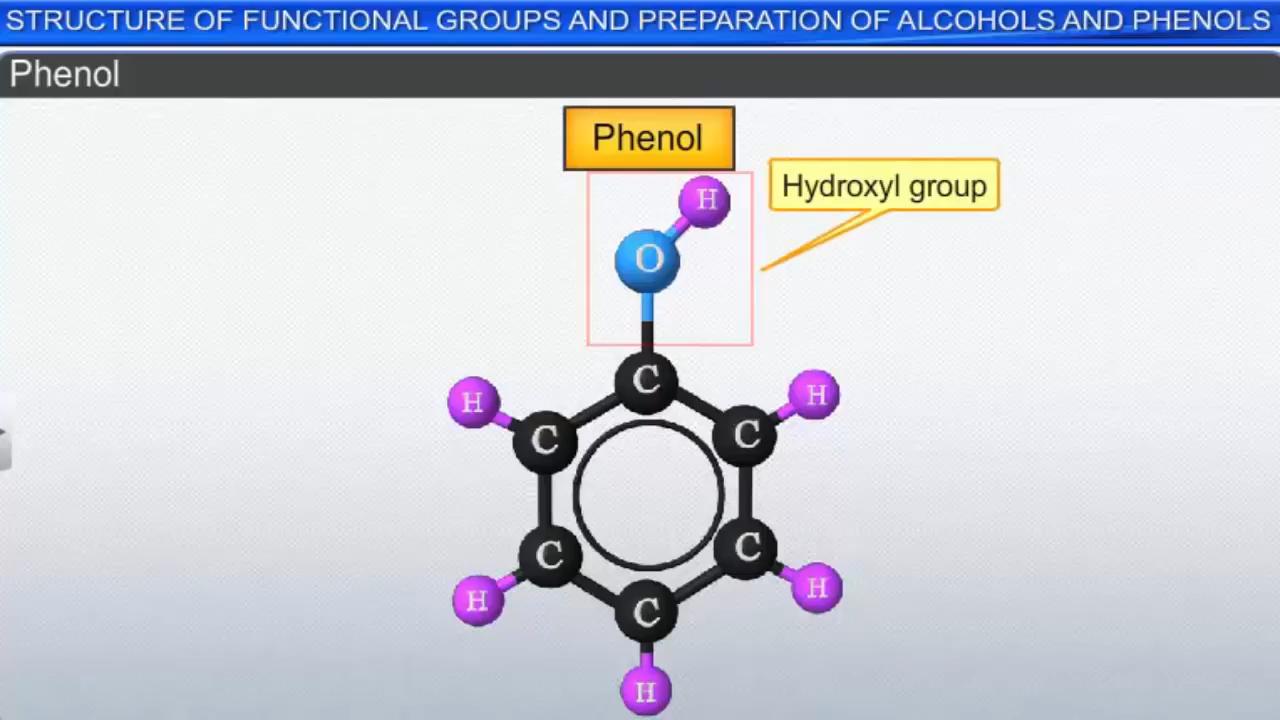 STRUCTURE OF FUNCTIONAL GROUPS AND PREPARATION OF ALCOHOLS AND PHENOLS
Phenol
Phenol
Hydroxyl group
H
O
C
H
H
C
C
C
C
H
H
C
H